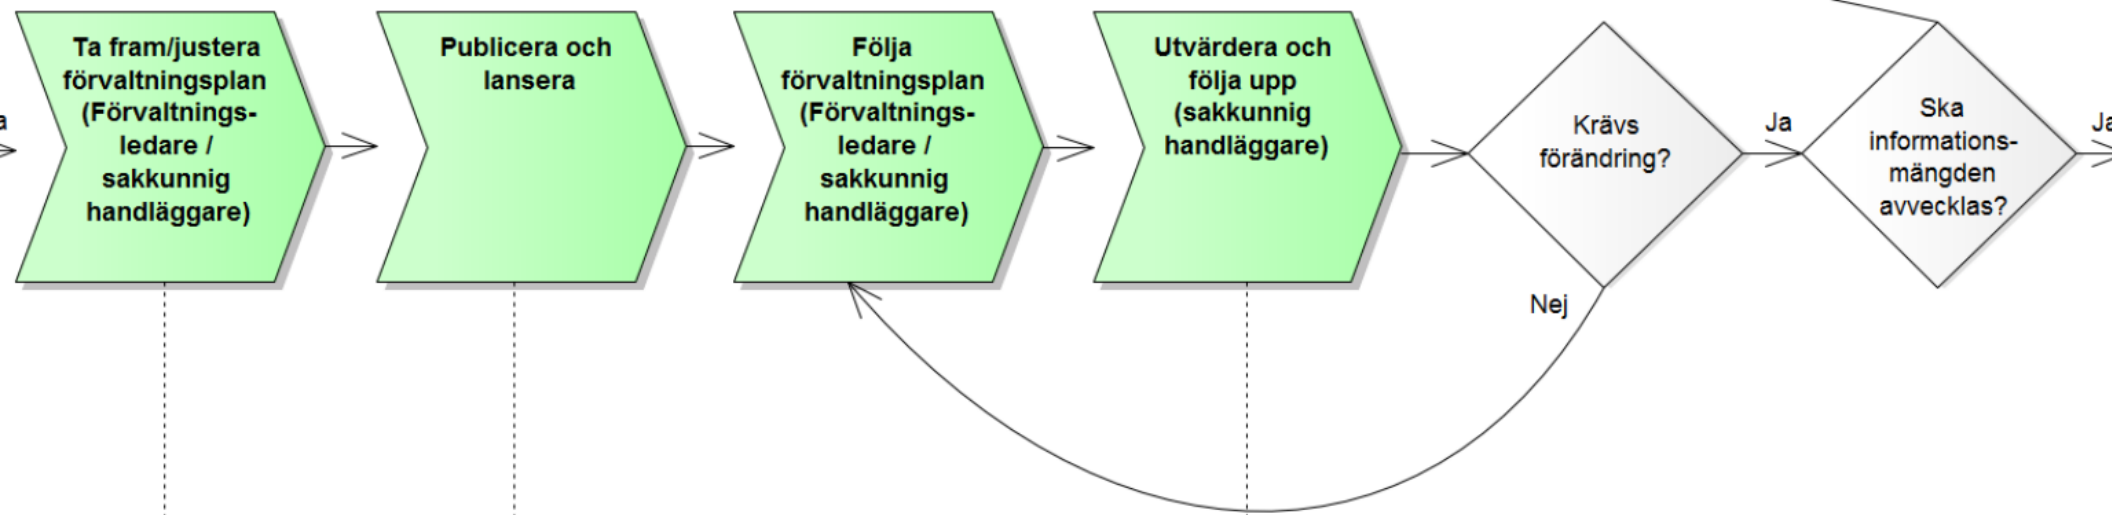 Ta fram/justera
förvaltningsplan
(Förvaltnings-
ledare /
sakkunnig
handläggare)
Publicera och
lansera
Följa
förvaltningsplan
(Förvaltnings-
ledare /
sakkunnig
handläggare)
Utvärdera och
följa upp
(sakkunnig
handläggare)
Krävs
förändring?
Ja
Nej
Ska
informations-
mängden
avvecklas?
Ja